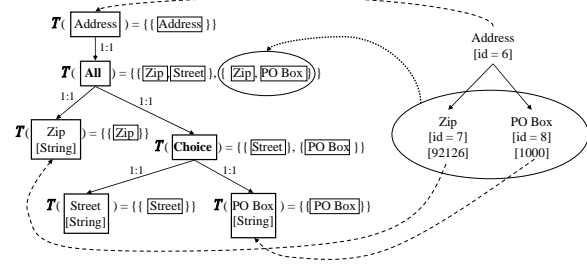 T( Address ) = {{ Address }}
1:1
T( All ) = {{ Zip, Street }, { Zip, PO Box }}
1:1 1:1
T( Zip [String] ) = {{ Zip }}
T( Choice ) = {{ Street }, { PO Box }}
1:1 1:1
T( Street [String] ) = {{ Street }}
T( PO Box [String] ) = {{ PO Box }}
Address
[id = 6]
Zip
[id = 7]
[92126]
PO Box
[id = 8]
[1000]